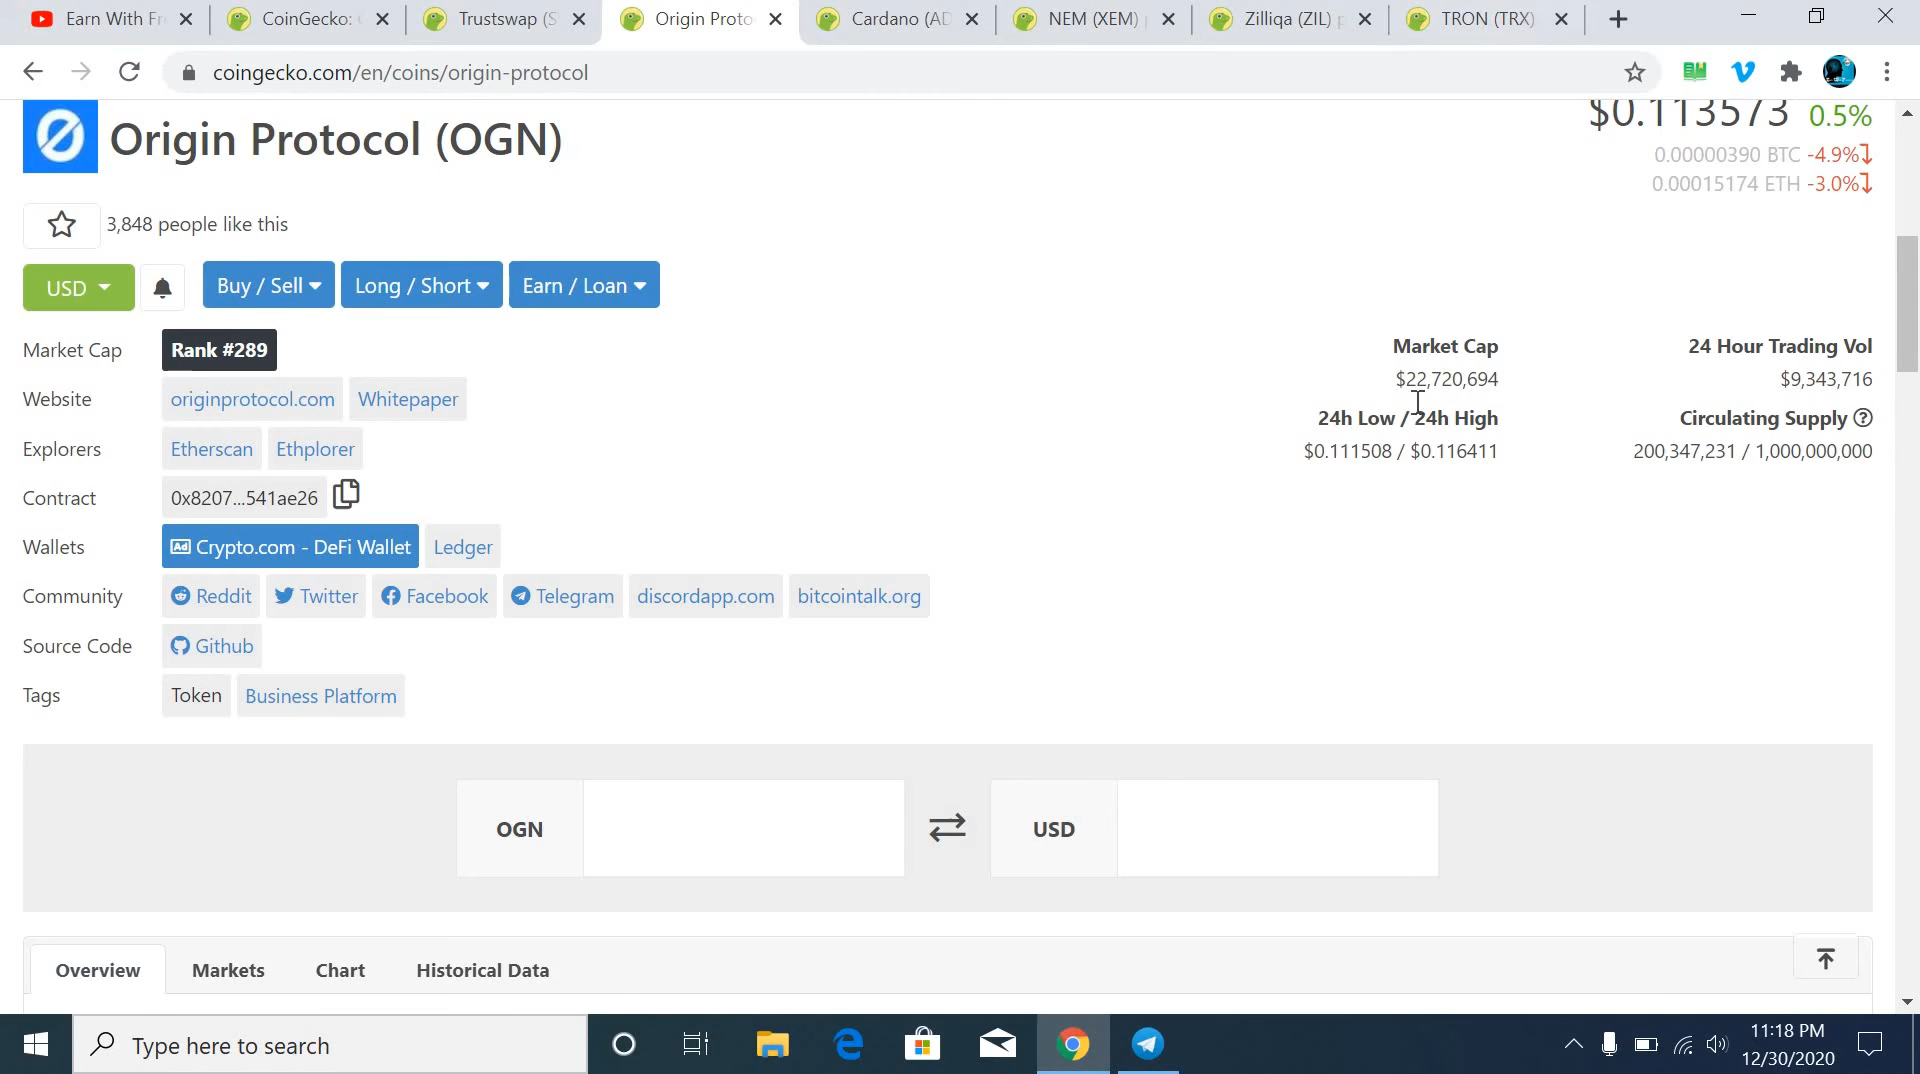 Earn With Fr
CoinGecko:
Trustswap (S
Origin Proto
Cardano (AD
NEM (XEM) p
Zilliqa (ZIL) p
TRON (TRX)
coingecko.com/en/coins/origin-protocol
Origin Protocol (OGN)
$0.113573 0.5%
0.00000390 BTC -4.9%
0.00015174 ETH -3.0%
3,848 people like this
USD
Buy / Sell
Long / Short
Earn / Loan
Market Cap Rank #289
Website originprotocol.com Whitepaper
Explorers Etherscan Ethplorer
Contract 0x8207...541ae26
Wallets Ad Crypto.com - DeFi Wallet Ledger
Community Reddit Twitter Facebook Telegram discordapp.com bitcointalk.org
Source Code Github
Tags Token Business Platform
Market Cap
$22,720,694
24 Hour Trading Vol
$9,343,716
24h Low / 24h High
$0.111508 / $0.116411
Circulating Supply
200,347,231 / 1,000,000,000
OGN
USD
Overview Markets Chart Historical Data
Type here to search
11:18 PM
12/30/2020